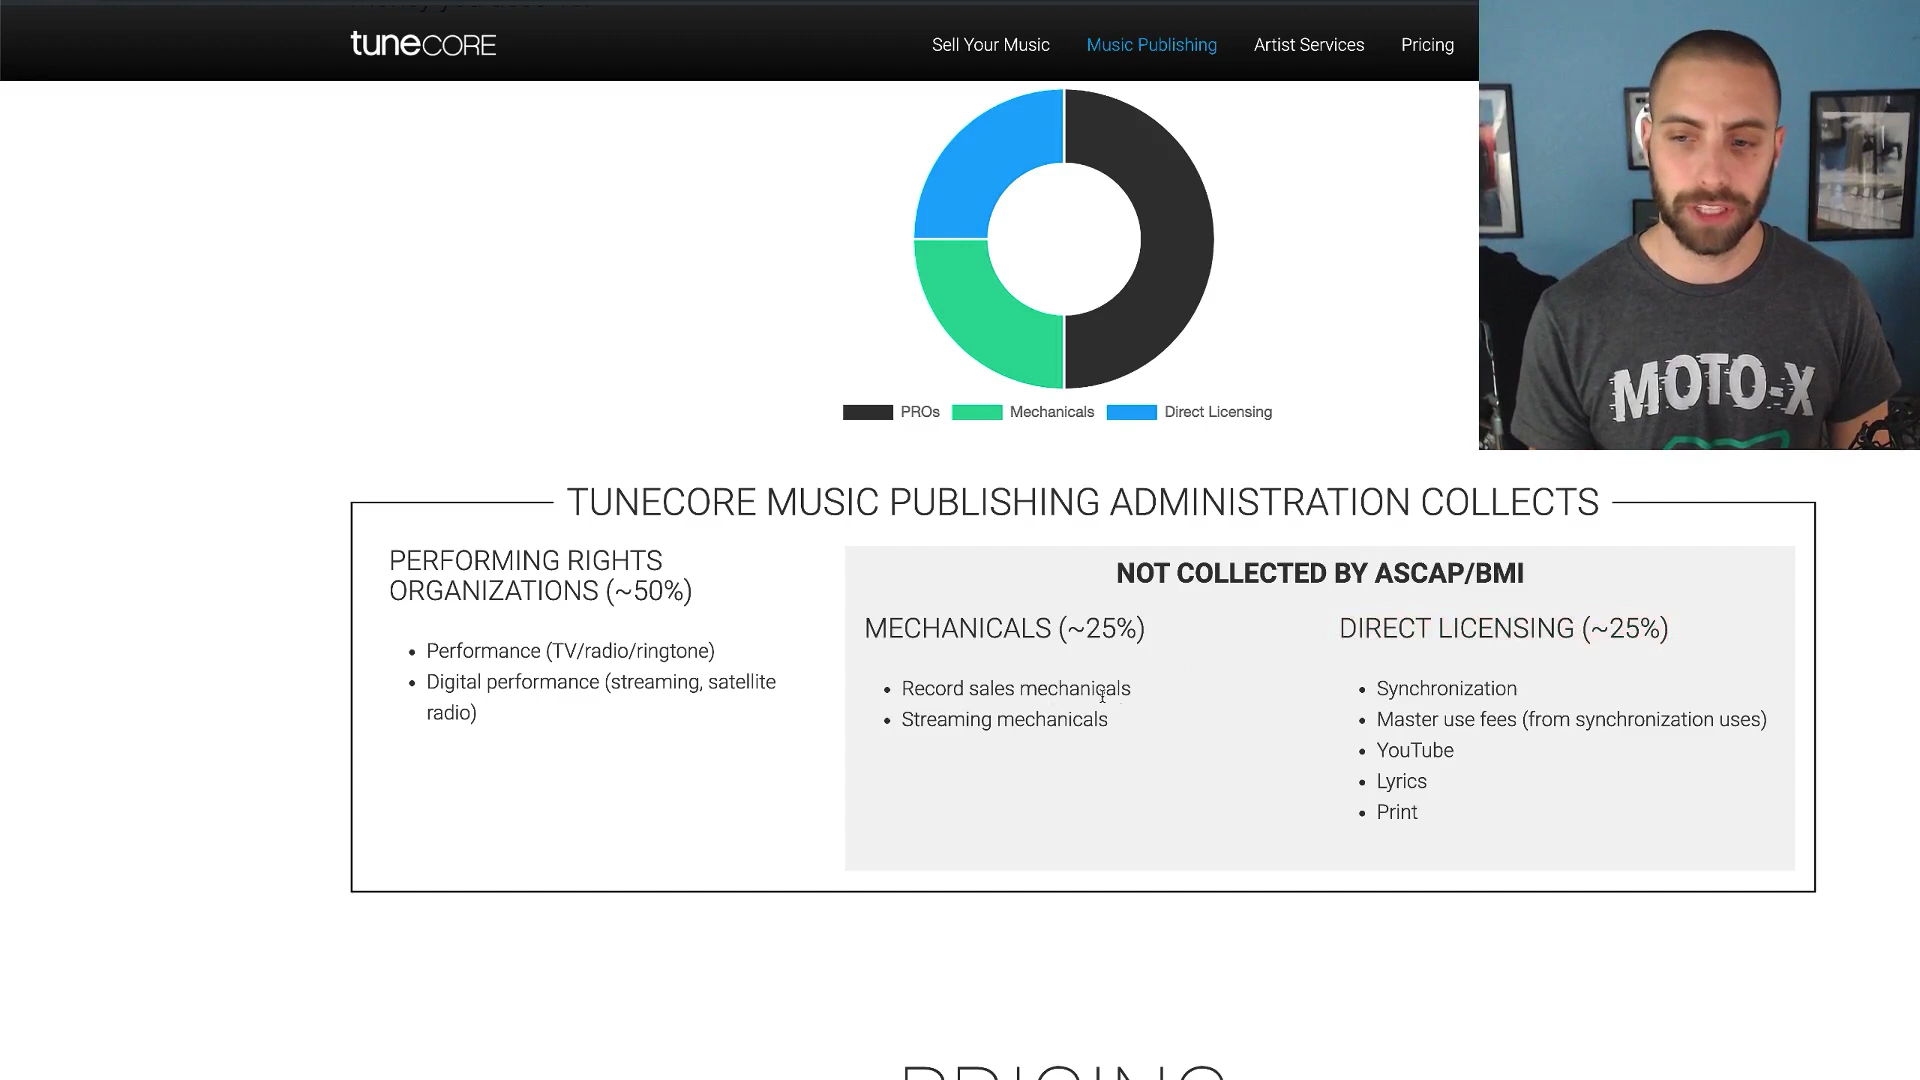 tuneCORE
Sell Your Music
Music Publishing
Artist Services
Pricing
PROs
Mechanicals
Direct Licensing
MOTO-X
TUNECORE MUSIC PUBLISHING ADMINISTRATION COLLECTS
PERFORMING RIGHTS
ORGANIZATIONS (~50%)
• Performance (TV/radio/ringtone)
• Digital performance (streaming, satellite
radio)
NOT COLLECTED BY ASCAP/BMI
MECHANICALS (~25%)
• Record sales mechanicals
• Streaming mechanicals
DIRECT LICENSING (~25%)
• Synchronization
• Master use fees (from synchronization uses)
• YouTube
• Lyrics
• Print
PRICING